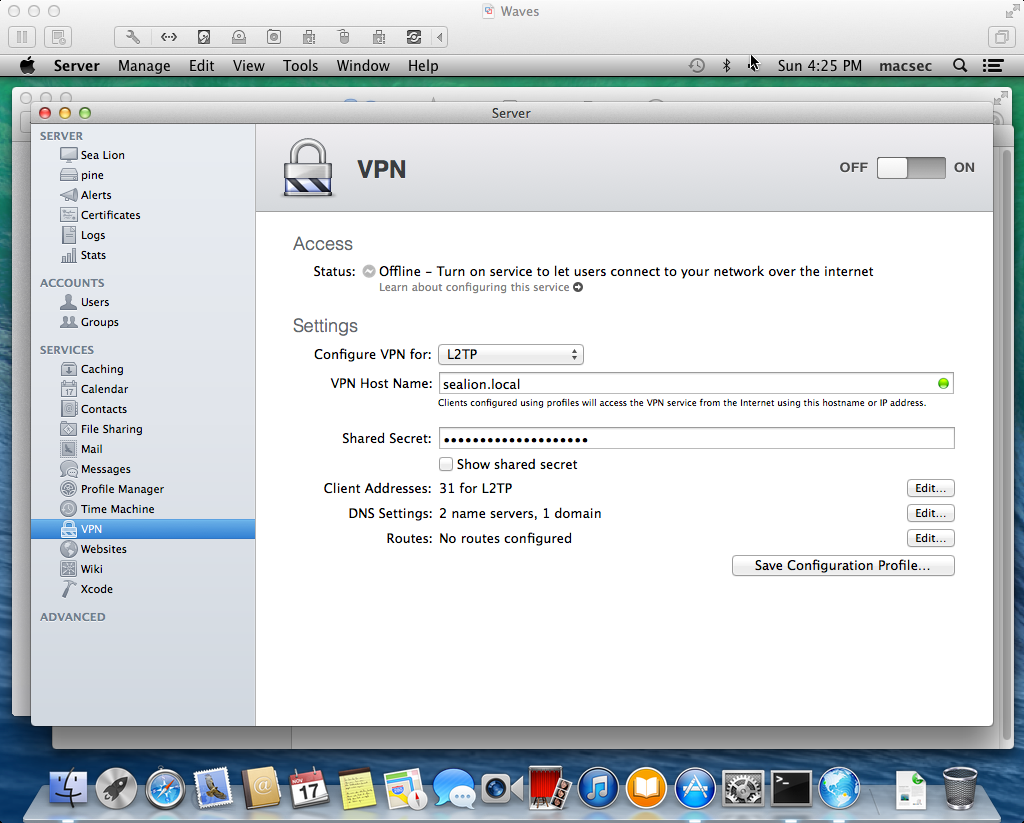 Waves
Server Manage Edit View Tools Window Help Sun 4:25 PM macsec
Server
SERVER
Sea Lion
pine
Alerts
Certificates
Logs
Stats
ACCOUNTS
Users
Groups
SERVICES
Caching
Calendar
Contacts
File Sharing
Mail
Messages
Profile Manager
Time Machine
VPN
Websites
Wiki
Xcode
ADVANCED
VPN
OFF ON
Access
Status: Offline – Turn on service to let users connect to your network over the internet
Learn about configuring this service
Settings
Configure VPN for: L2TP
VPN Host Name: sealion.local
Clients configured using profiles will access the VPN service from the Internet using this hostname or IP address.
Shared Secret: ••••••••••••••••••••
Show shared secret
Client Addresses: 31 for L2TP Edit...
DNS Settings: 2 name servers, 1 domain Edit...
Routes: No routes configured Edit...
Save Configuration Profile...
NOV
17